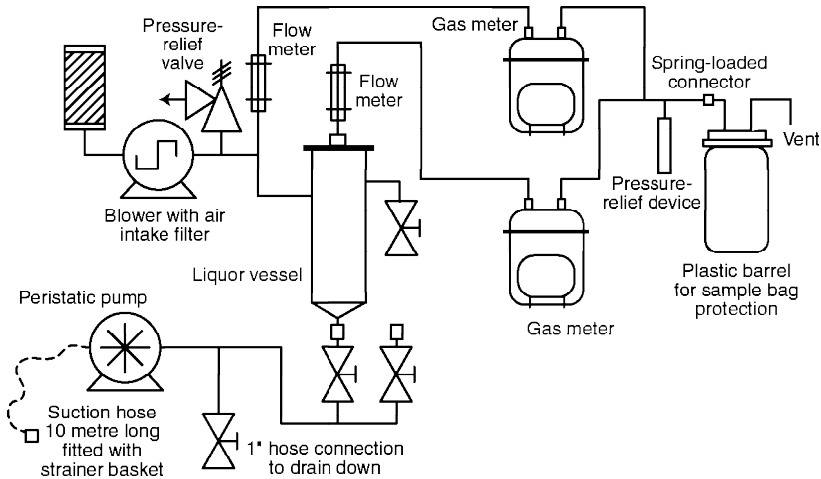 Pressure-
relief
valve
Flow
meter
Flow
meter
Gas meter
Spring-loaded
connector
Vent
Pressure-
relief device
Blower with air
intake filter
Liquor vessel
Plastic barrel
for sample bag
protection
Gas meter
Peristatic pump
Suction hose
10 metre long
fitted with
strainer basket
1" hose connection
to drain down